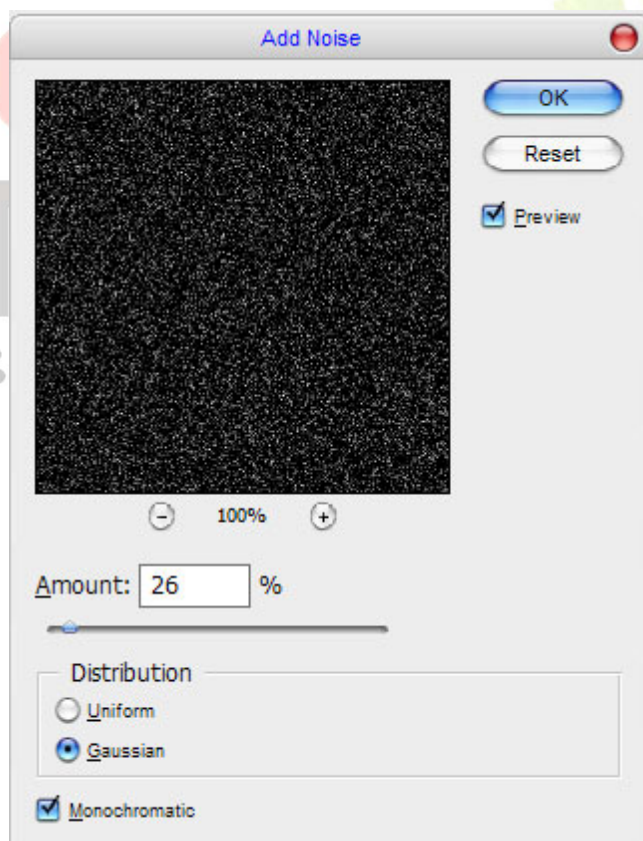 Add Noise
OK
Reset
Preview
100%
Amount: 26 %
Distribution
Uniform
Gaussian
Monochromatic